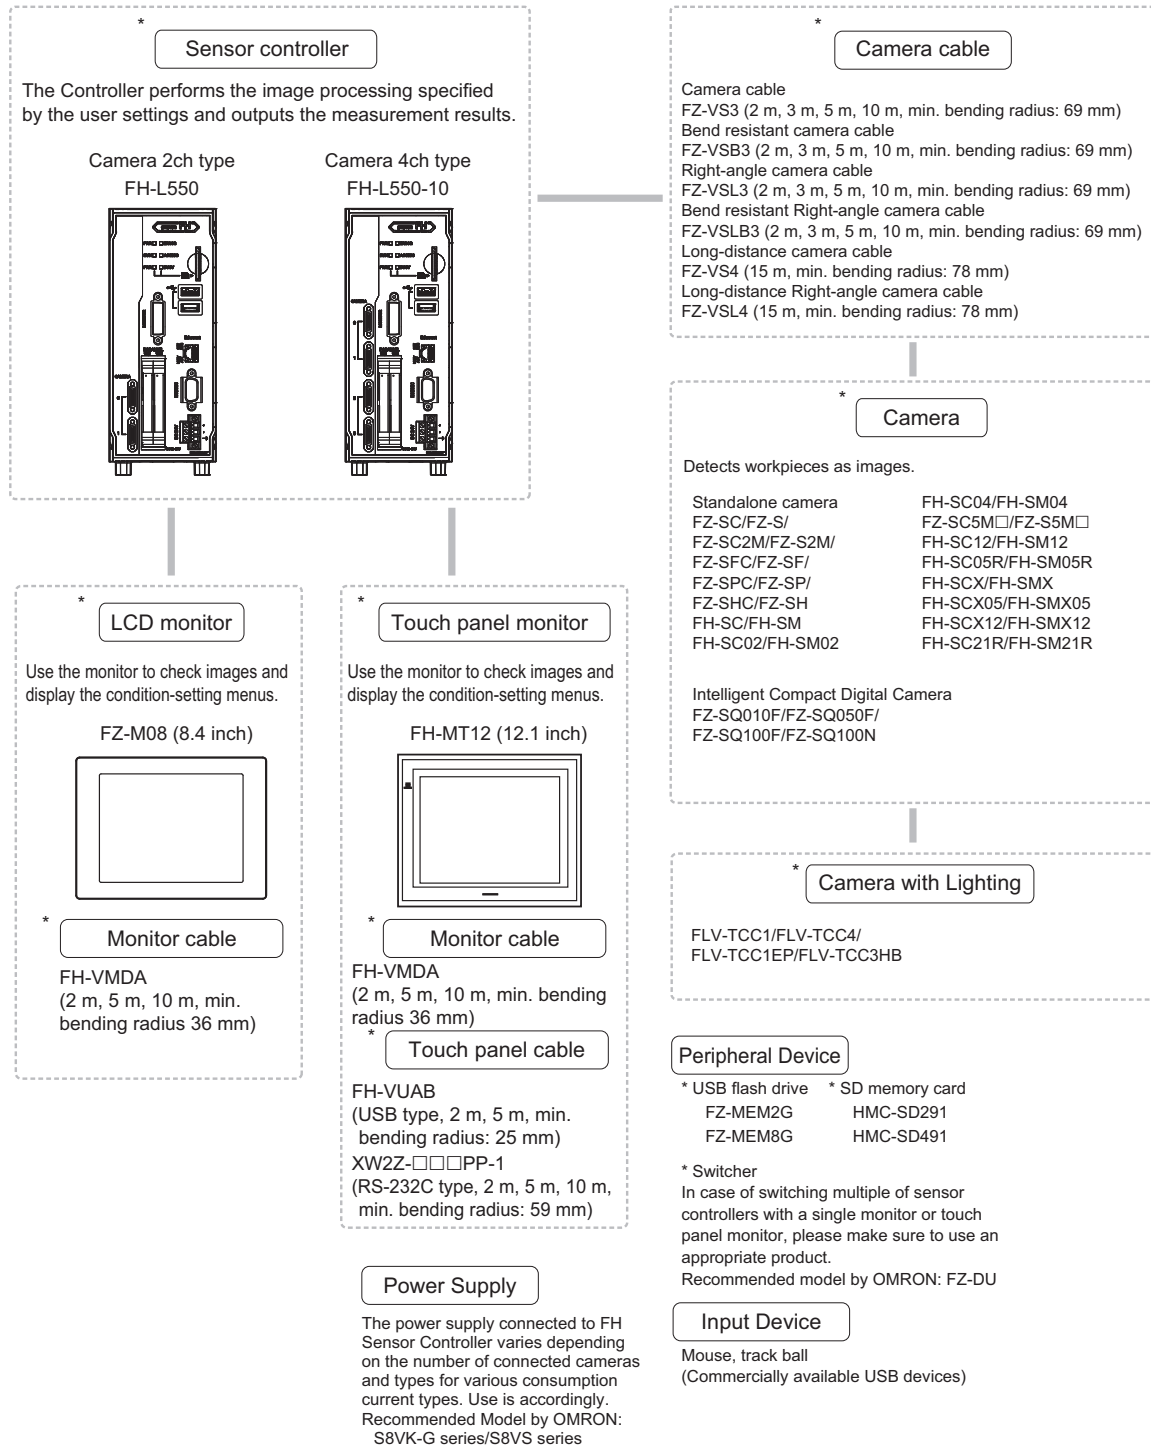 *
Sensor controller
The Controller performs the image processing specified
by the user settings and outputs the measurement results.
Camera 2ch type
FH-L550
Camera 4ch type
FH-L550-10
*
Camera cable
Camera cable
FZ-VS3 (2 m, 3 m, 5 m, 10 m, min. bending radius: 69 mm)
Bend resistant camera cable
FZ-VSB3 (2 m, 3 m, 5 m, 10 m, min. bending radius: 69 mm)
Right-angle camera cable
FZ-VSL3 (2 m, 3 m, 5 m, 10 m, min. bending radius: 69 mm)
Bend resistant Right-angle camera cable
FZ-VSLB3 (2 m, 3 m, 5 m, 10 m, min. bending radius: 69 mm)
Long-distance camera cable
FZ-VS4 (15 m, min. bending radius: 78 mm)
Long-distance Right-angle camera cable
FZ-VSL4 (15 m, min. bending radius: 78 mm)
*
Camera
Detects workpieces as images.
Standalone camera
FZ-SC/FZ-S/
FZ-SC2M/FZ-S2M/
FZ-SFC/FZ-SF/
FZ-SPC/FZ-SP/
FZ-SHC/FZ-SH
FH-SC/FH-SM
FH-SC02/FH-SM02
FH-SC04/FH-SM04
FZ-SC5M□/FZ-S5M□
FH-SC12/FH-SM12
FH-SC05R/FH-SM05R
FH-SCX/FH-SMX
FH-SCX05/FH-SMX05
FH-SCX12/FH-SMX12
FH-SC21R/FH-SM21R
Intelligent Compact Digital Camera
FZ-SQ010F/FZ-SQ050F/
FZ-SQ100F/FZ-SQ100N
*
Camera with Lighting
FLV-TCC1/FLV-TCC4/
FLV-TCC1EP/FLV-TCC3HB
*
LCD monitor
Use the monitor to check images and
display the condition-setting menus.
FZ-M08 (8.4 inch)
*
Monitor cable
FH-VMDA
(2 m, 5 m, 10 m, min.
bending radius 36 mm)
*
Touch panel monitor
Use the monitor to check images and
display the condition-setting menus.
FH-MT12 (12.1 inch)
*
Monitor cable
FH-VMDA
(2 m, 5 m, 10 m, min. bending
radius 36 mm)
*
Touch panel cable
FH-VUAB
(USB type, 2 m, 5 m, min.
bending radius: 25 mm)
XW2Z-□□□PP-1
(RS-232C type, 2 m, 5 m, 10 m,
min. bending radius: 59 mm)
Power Supply
The power supply connected to FH
Sensor Controller varies depending
on the number of connected cameras
and types for various consumption
current types. Use is accordingly.
Recommended Model by OMRON:
S8VK-G series/S8VS series
Peripheral Device
* USB flash drive
FZ-MEM2G
FZ-MEM8G
* SD memory card
HMC-SD291
HMC-SD491
* Switcher
In case of switching multiple of sensor
controllers with a single monitor or touch
panel monitor, please make sure to use an
appropriate product.
Recommended model by OMRON: FZ-DU
Input Device
Mouse, track ball
(Commercially available USB devices)